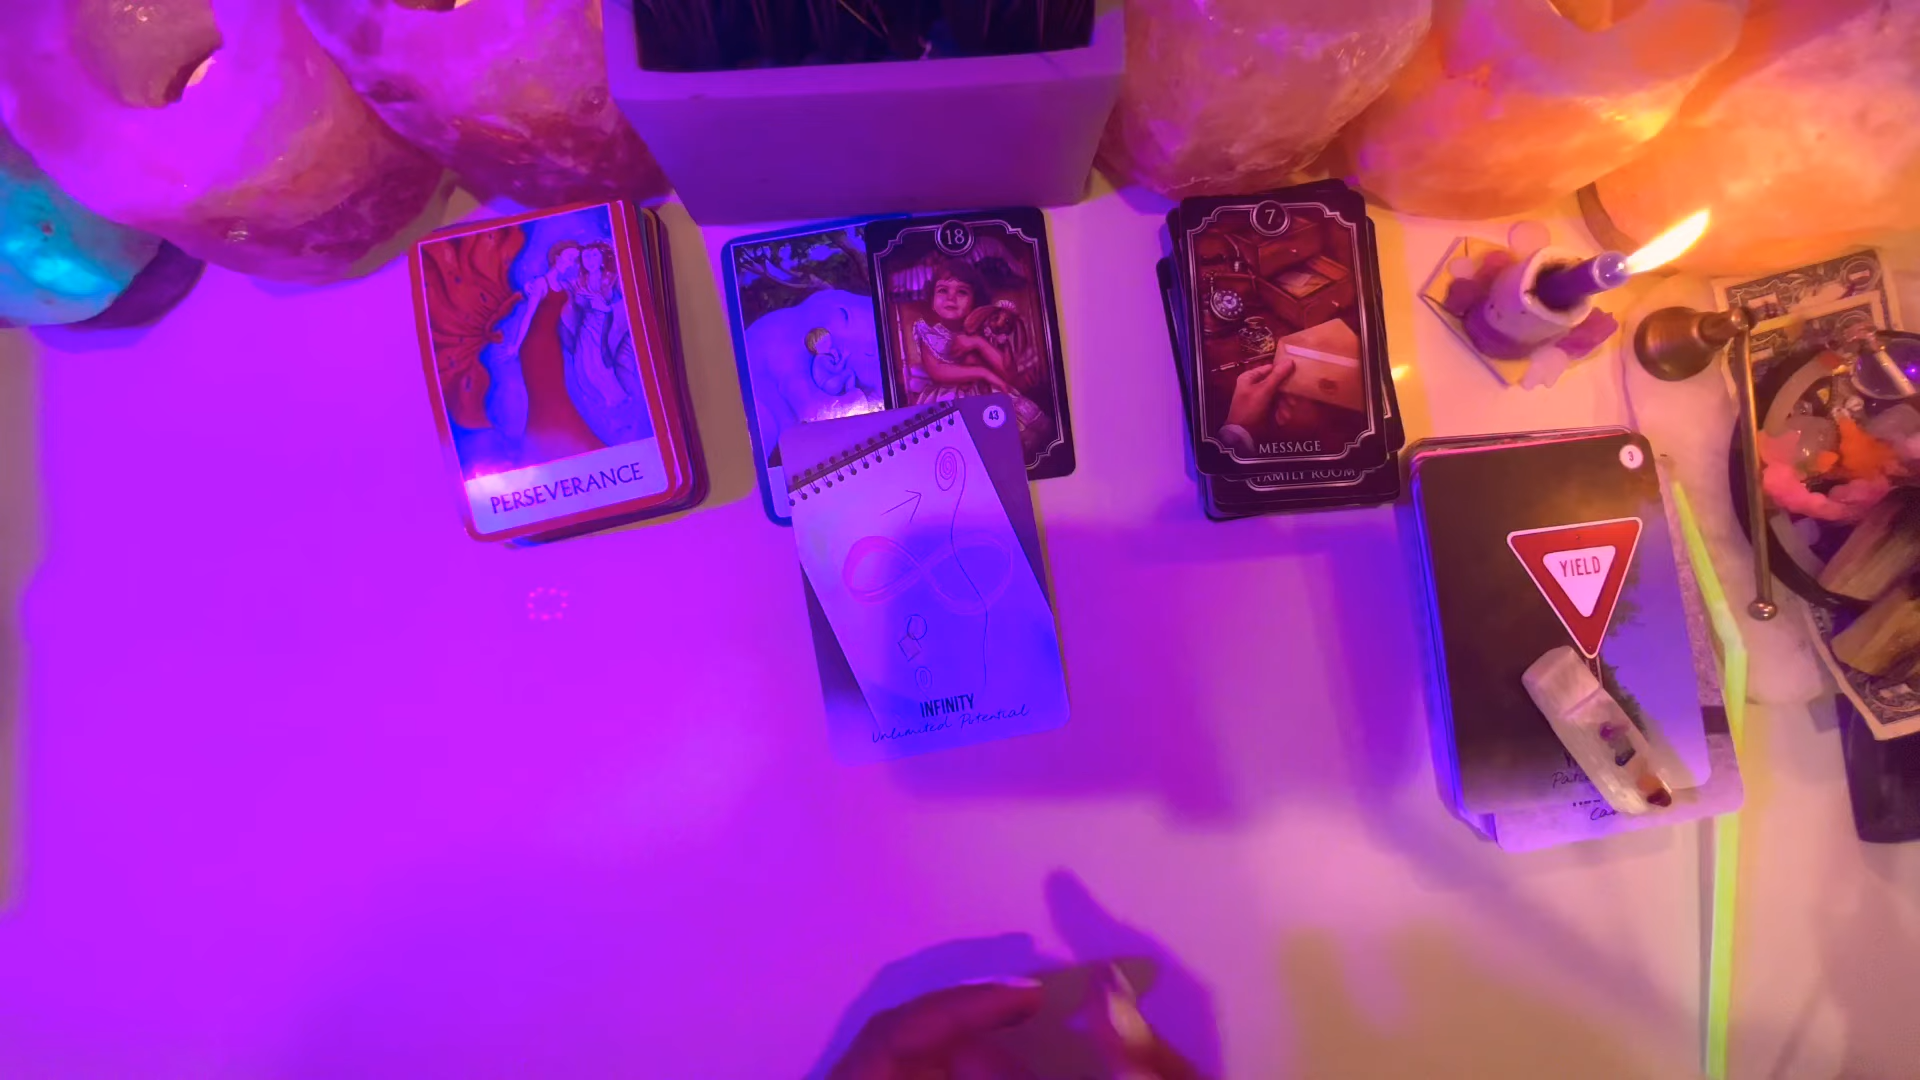 PERSEVERANCE
18
43
INFINITY
Unlimited Potential
7
MESSAGE
FAMILY ROOM
3
YIELD